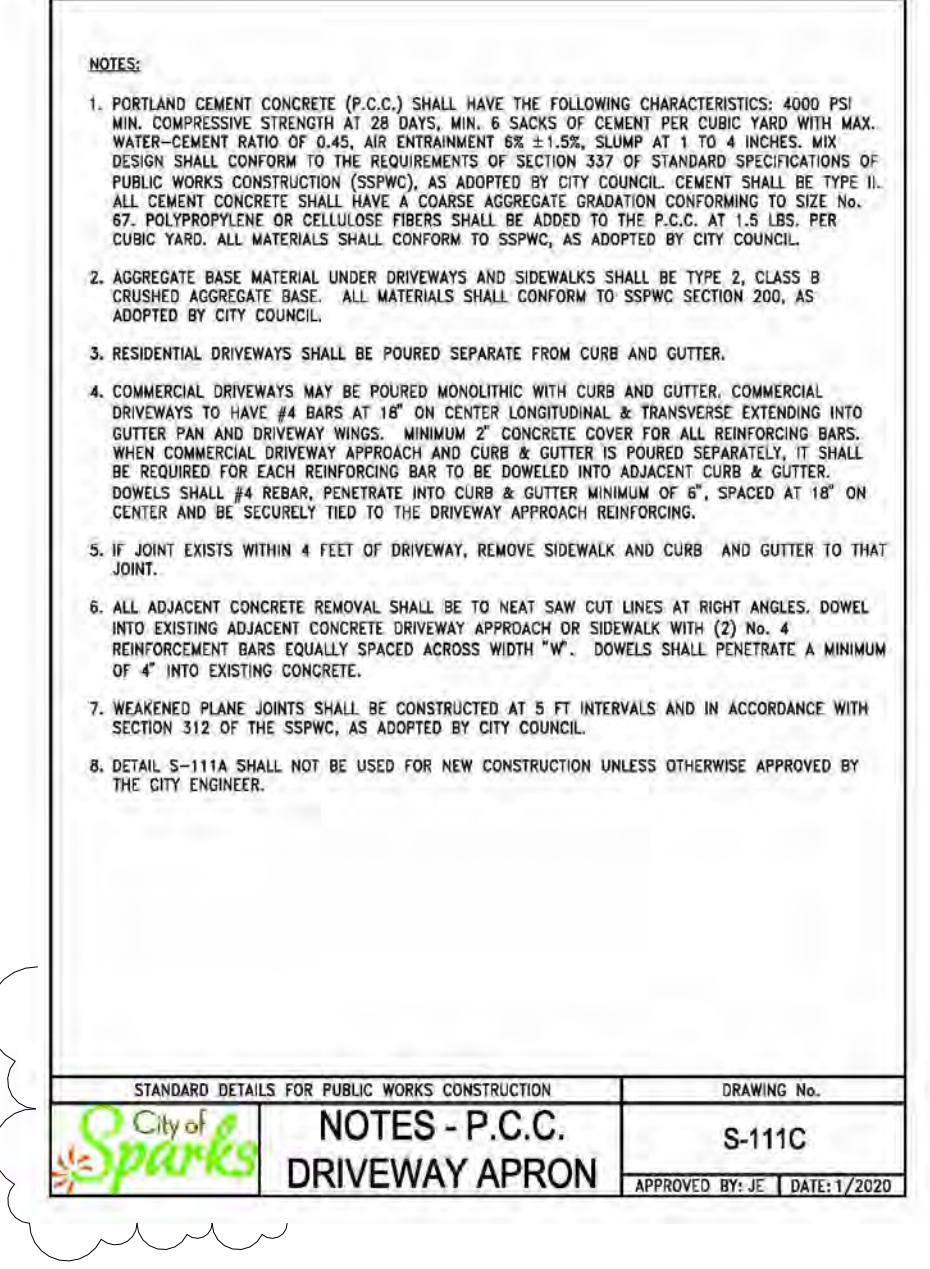 NOTES:
1. PORTLAND CEMENT CONCRETE (P.C.C.) SHALL HAVE THE FOLLOWING CHARACTERISTICS: 4000 PSI
MIN. COMPRESSIVE STRENGTH AT 28 DAYS, MIN. 6 SACKS OF CEMENT PER CUBIC YARD WITH MAX.
WATER-CEMENT RATIO OF 0.45, AIR ENTRAINMENT 6% ±1.5%, SLUMP AT 1 TO 4 INCHES. MIX
DESIGN SHALL CONFORM TO THE REQUIREMENTS OF SECTION 337 OF STANDARD SPECIFICATIONS OF
PUBLIC WORKS CONSTRUCTION (SSPWC), AS ADOPTED BY CITY COUNCIL. CEMENT SHALL BE TYPE II.
ALL CEMENT CONCRETE SHALL HAVE A COARSE AGGREGATE GRADATION CONFORMING TO SIZE No.
67. POLYPROPYLENE OR CELLULOSE FIBERS SHALL BE ADDED TO THE P.C.C. AT 1.5 LBS. PER
CUBIC YARD. ALL MATERIALS SHALL CONFORM TO SSPWC, AS ADOPTED BY CITY COUNCIL.
2. AGGREGATE BASE MATERIAL UNDER DRIVEWAYS AND SIDEWALKS SHALL BE TYPE 2, CLASS B
CRUSHED AGGREGATE BASE. ALL MATERIALS SHALL CONFORM TO SSPWC SECTION 200, AS
ADOPTED BY CITY COUNCIL.
3. RESIDENTIAL DRIVEWAYS SHALL BE POURED SEPARATE FROM CURB AND GUTTER.
4. COMMERCIAL DRIVEWAYS MAY BE POURED MONOLITHIC WITH CURB AND GUTTER. COMMERCIAL
DRIVEWAYS TO HAVE #4 BARS AT 18" ON CENTER LONGITUDINAL & TRANSVERSE EXTENDING INTO
GUTTER PAN AND DRIVEWAY WINGS. MINIMUM 2" CONCRETE COVER FOR ALL REINFORCING BARS.
WHEN COMMERCIAL DRIVEWAY APPROACH AND CURB & GUTTER IS POURED SEPARATELY, IT SHALL
BE REQUIRED FOR EACH REINFORCING BAR TO BE DOWELED INTO ADJACENT CURB & GUTTER.
DOWELS SHALL #4 REBAR, PENETRATE INTO CURB & GUTTER MINIMUM OF 6", SPACED AT 18" ON
CENTER AND BE SECURELY TIED TO THE DRIVEWAY APPROACH REINFORCING.
5. IF JOINT EXISTS WITHIN 4 FEET OF DRIVEWAY, REMOVE SIDEWALK AND CURB AND GUTTER TO THAT
JOINT.
6. ALL ADJACENT CONCRETE REMOVAL SHALL BE TO NEAT SAW CUT LINES AT RIGHT ANGLES. DOWEL
INTO EXISTING ADJACENT CONCRETE DRIVEWAY APPROACH OR SIDEWALK WITH (2) No. 4
REINFORCEMENT BARS EQUALLY SPACED ACROSS WIDTH "W". DOWELS SHALL PENETRATE A MINIMUM
OF 4" INTO EXISTING CONCRETE.
7. WEAKENED PLANE JOINTS SHALL BE CONSTRUCTED AT 5 FT INTERVALS AND IN ACCORDANCE WITH
SECTION 312 OF THE SSPWC, AS ADOPTED BY CITY COUNCIL.
8. DETAIL S-111A SHALL NOT BE USED FOR NEW CONSTRUCTION UNLESS OTHERWISE APPROVED BY
THE CITY ENGINEER.
STANDARD DETAILS FOR PUBLIC WORKS CONSTRUCTION
DRAWING No.
City of
Sparks
NOTES - P.C.C.
DRIVEWAY APRON
S-111C
APPROVED BY: JE
DATE: 1/2020